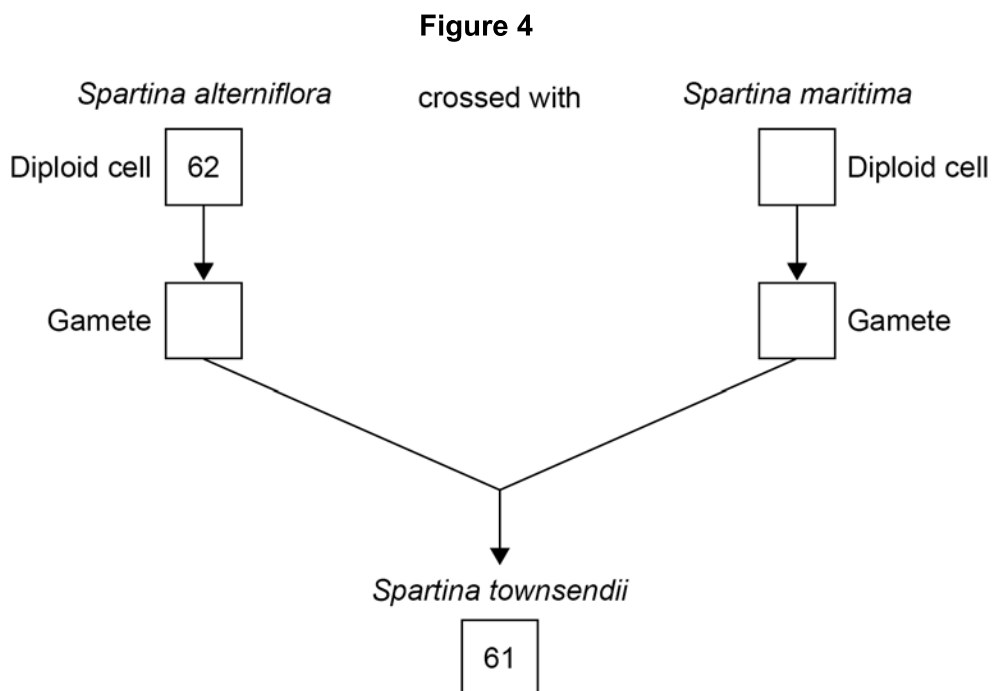 Figure 4
Spartina alterniflora crossed with Spartina maritima
Diploid cell 62 Diploid cell
Gamete Gamete
Spartina townsendii
61